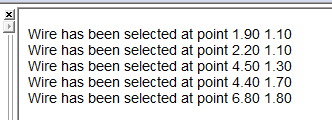 Wire has been selected at point 1.90 1.10
Wire has been selected at point 2.20 1.10
Wire has been selected at point 4.50 1.30
Wire has been selected at point 4.40 1.70
Wire has been selected at point 6.80 1.80